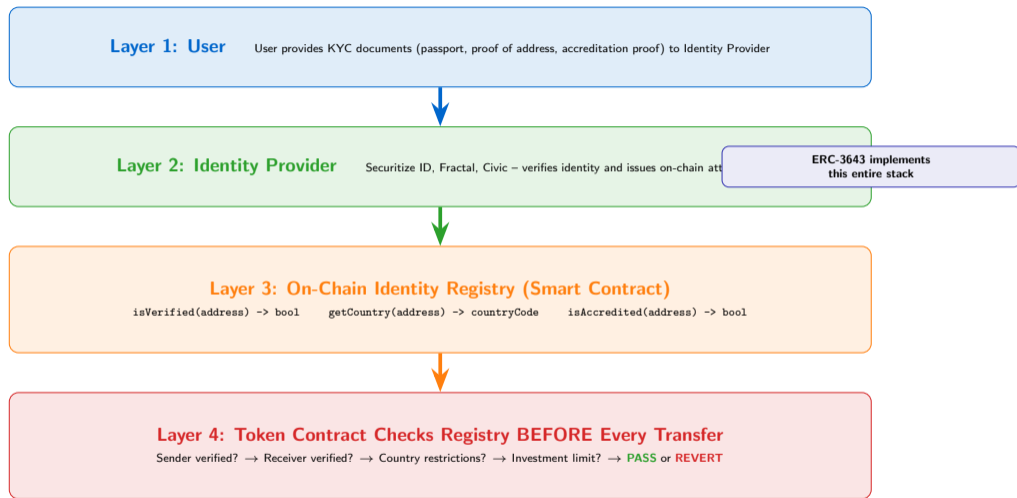 Layer 1: User User provides KYC documents (passport, proof of address, accreditation proof) to Identity Provider
Layer 2: Identity Provider Securitize ID, Fractal, Civic – verifies identity and issues on-chain
ERC-3643 implements
this entire stack
Layer 3: On-Chain Identity Registry (Smart Contract)
isVerified(address) -> bool getCountry(address) -> countryCode isAccredited(address) -> bool
Layer 4: Token Contract Checks Registry BEFORE Every Transfer
Sender verified? → Receiver verified? → Country restrictions? → Investment limit? → PASS or REVERT